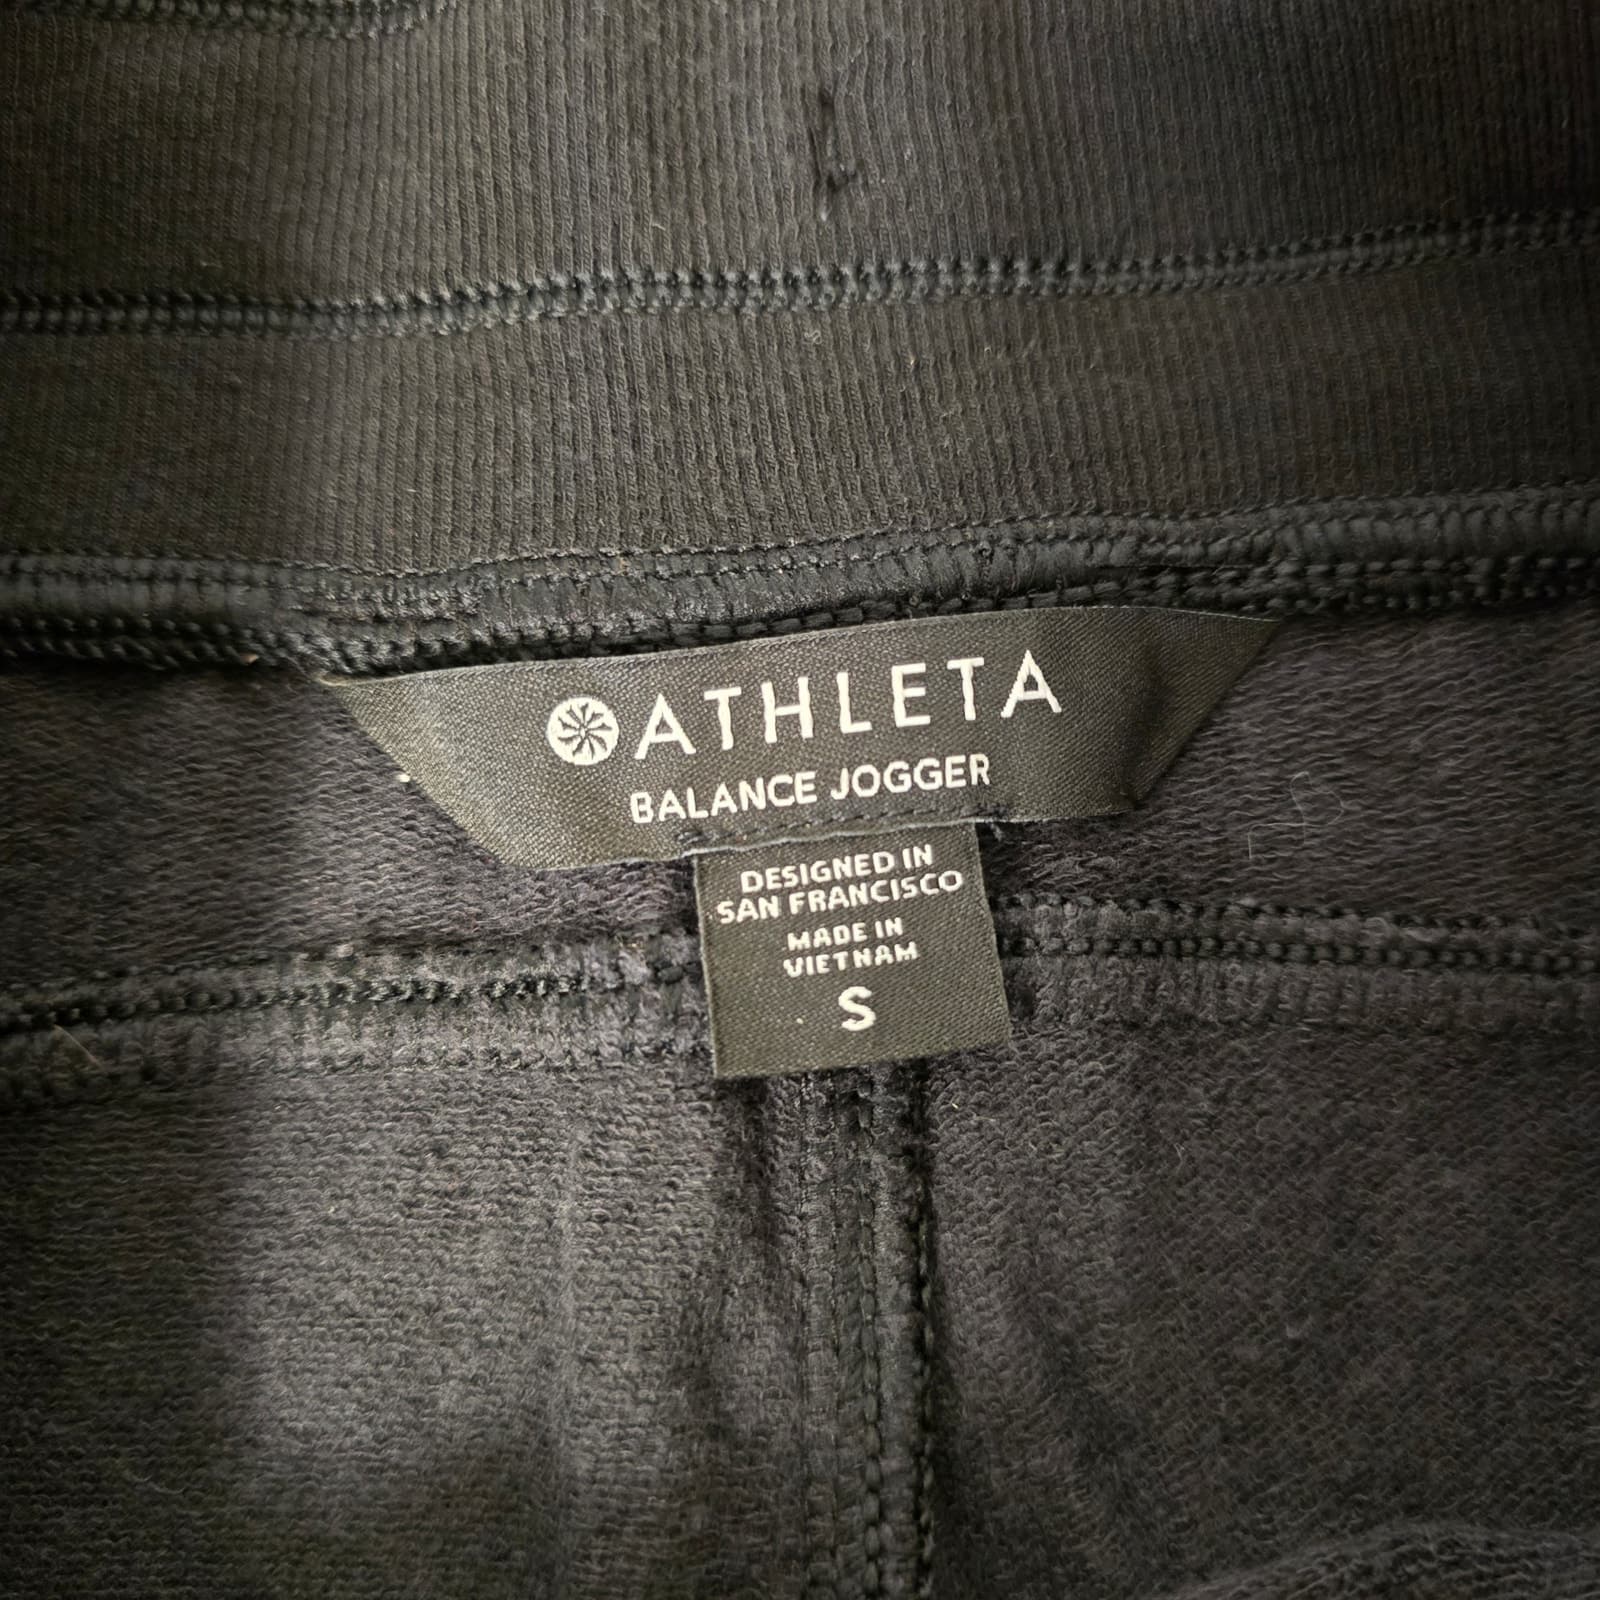 ATHLETA
BALANCE JOGGER
DESIGNED IN
SAN FRANCISCO
MADE IN
VIETNAM
S